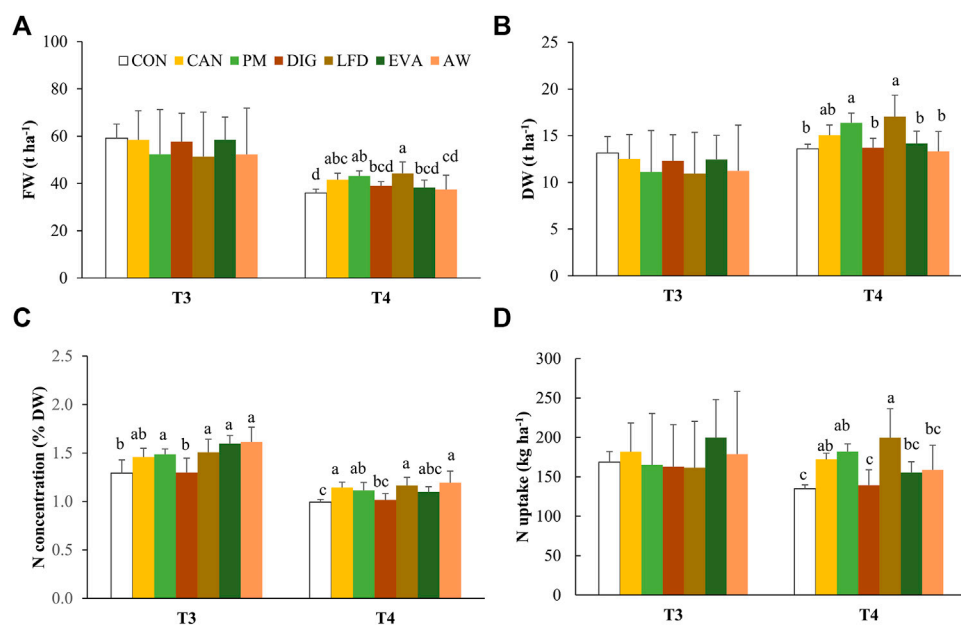 A
FW (t ha⁻¹)
100
80
60
40
20
0
CON CAN PM DIG LFD EVA AW
d abc ab bcd a bcd cd
T3 T4
B
DW (t ha⁻¹)
25
20
15
10
5
0
b ab a b a b b
T3 T4
C
N concentration (% DW)
2.5
2.0
1.5
1.0
0.5
0.0
b ab a b a a a
c a ab bc a abc a
T3 T4
D
N uptake (kg ha⁻¹)
300
250
200
150
100
50
0
c ab ab c a bc bc
T3 T4